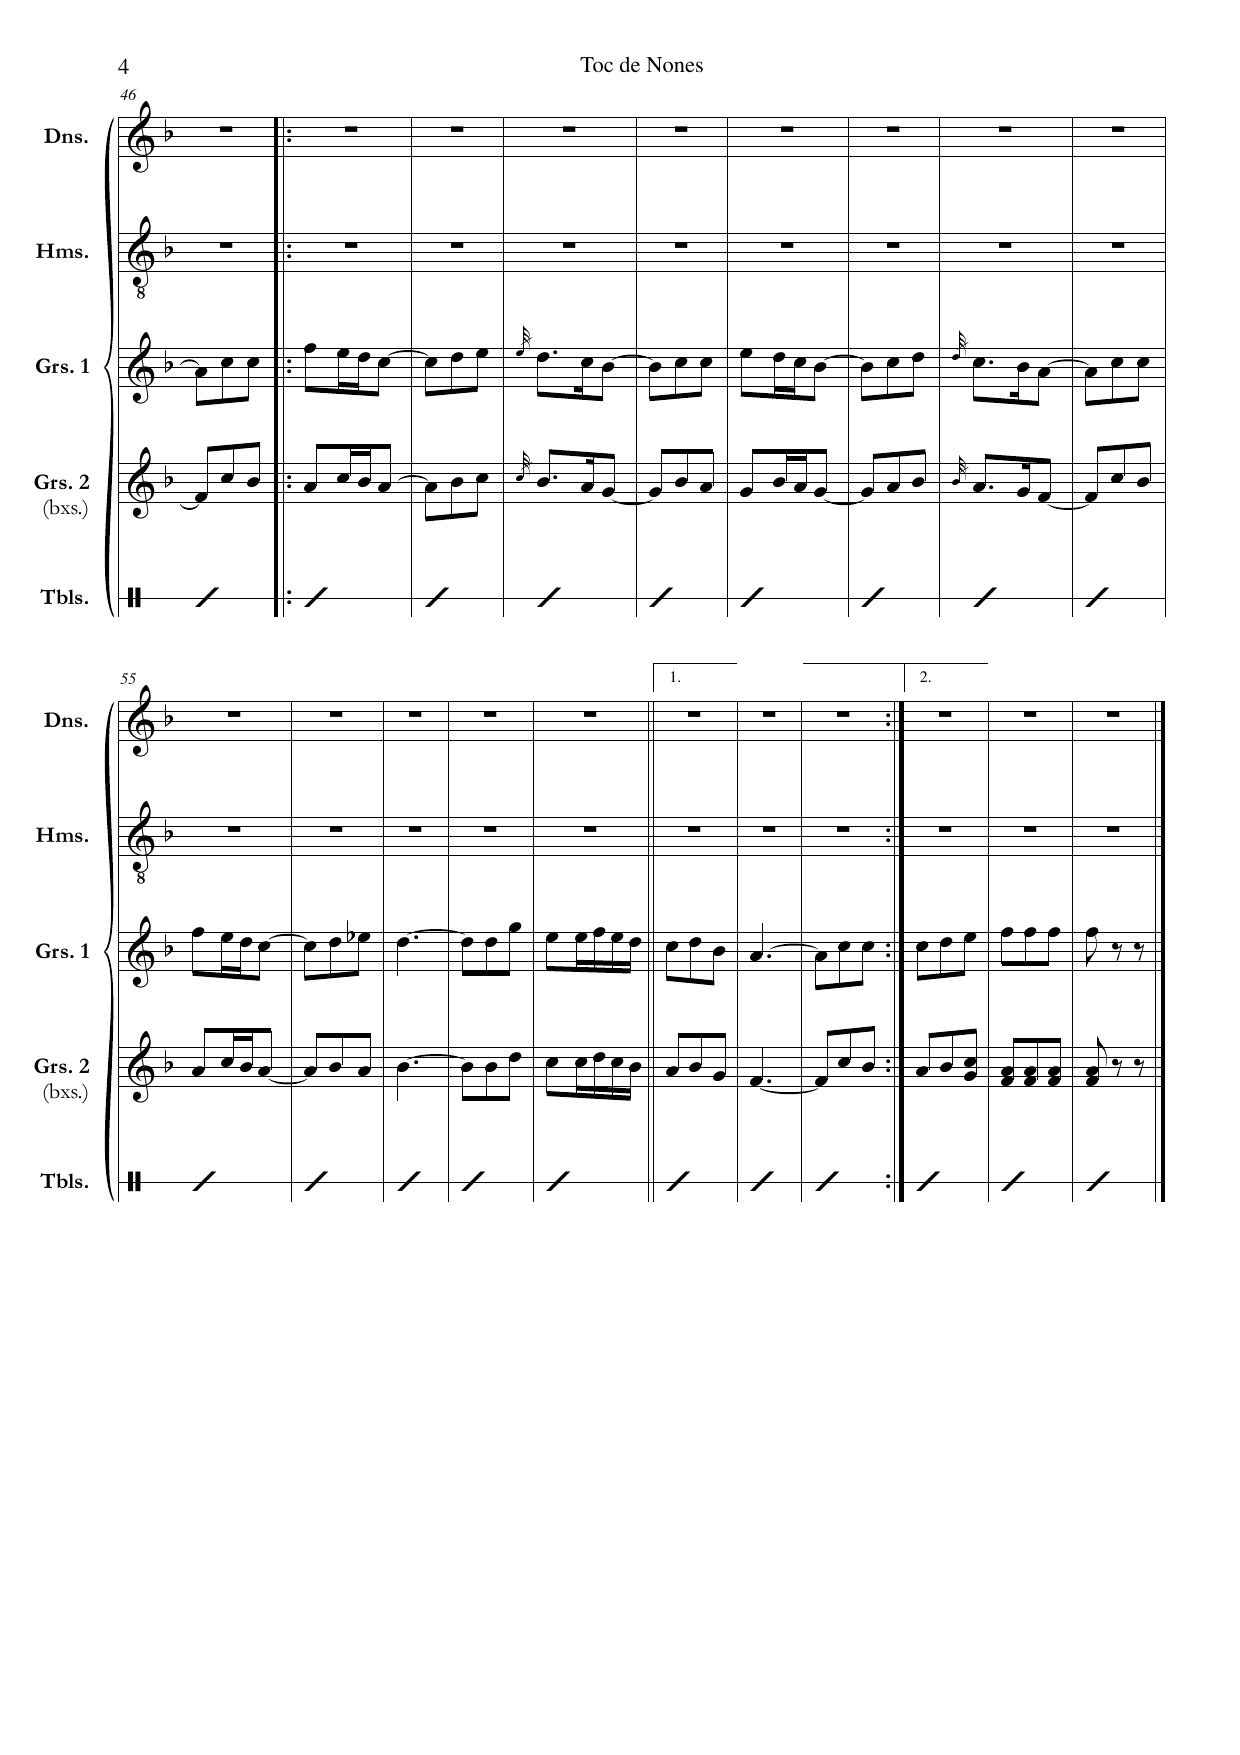 4
Toc de Nones
46
Dns.
Hms.
8
Grs. 1
Grs. 2
(bxs.)
Tbls.
55
1.
2.
Dns.
Hms.
8
Grs. 1
Grs. 2
(bxs.)
Tbls.